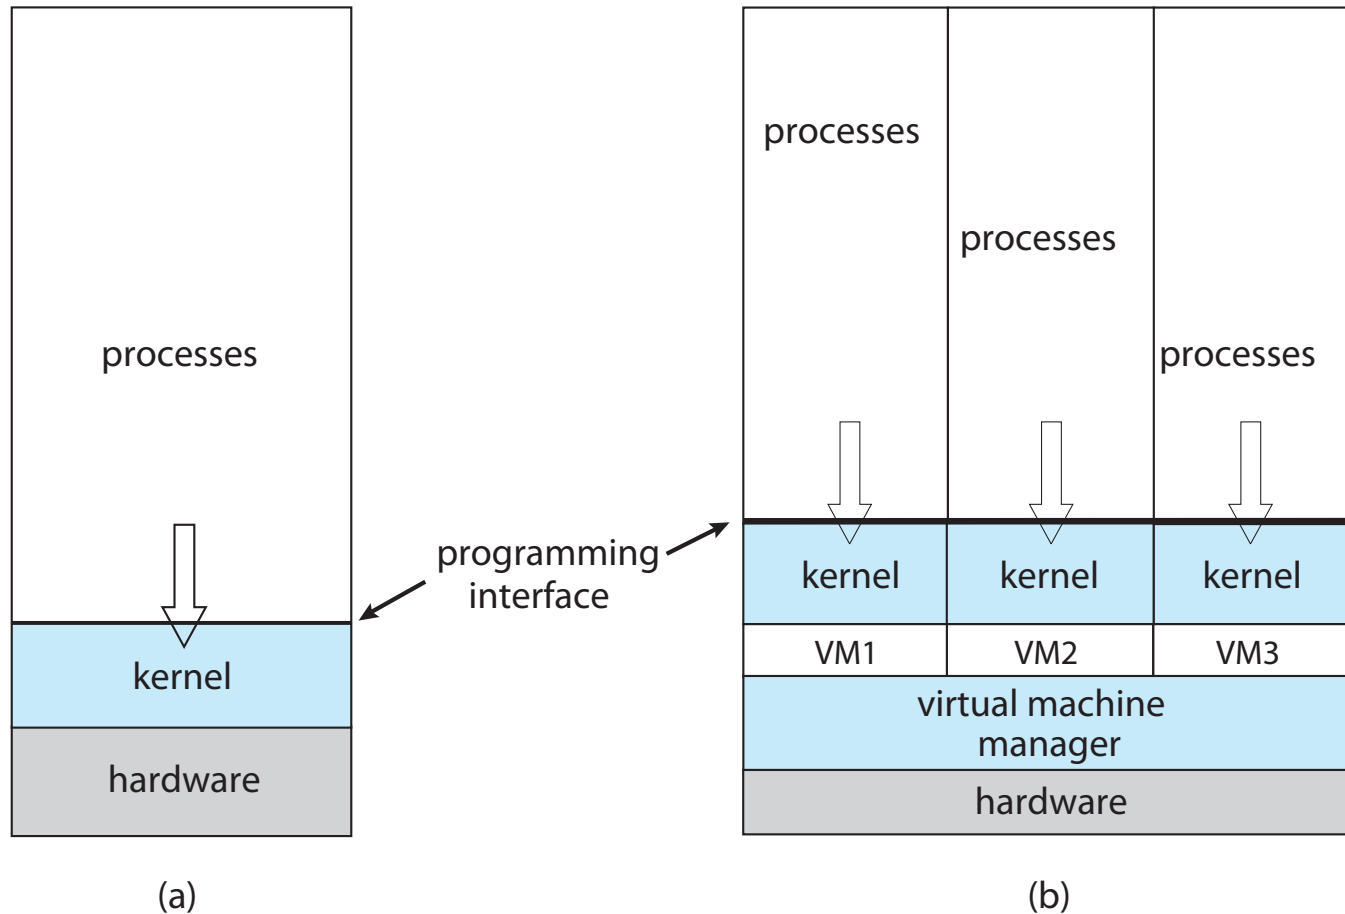 processes
kernel
hardware
(a)
programming
interface
processes
processes
processes
kernel
kernel
kernel
VM1
VM2
VM3
virtual machine
manager
hardware
(b)